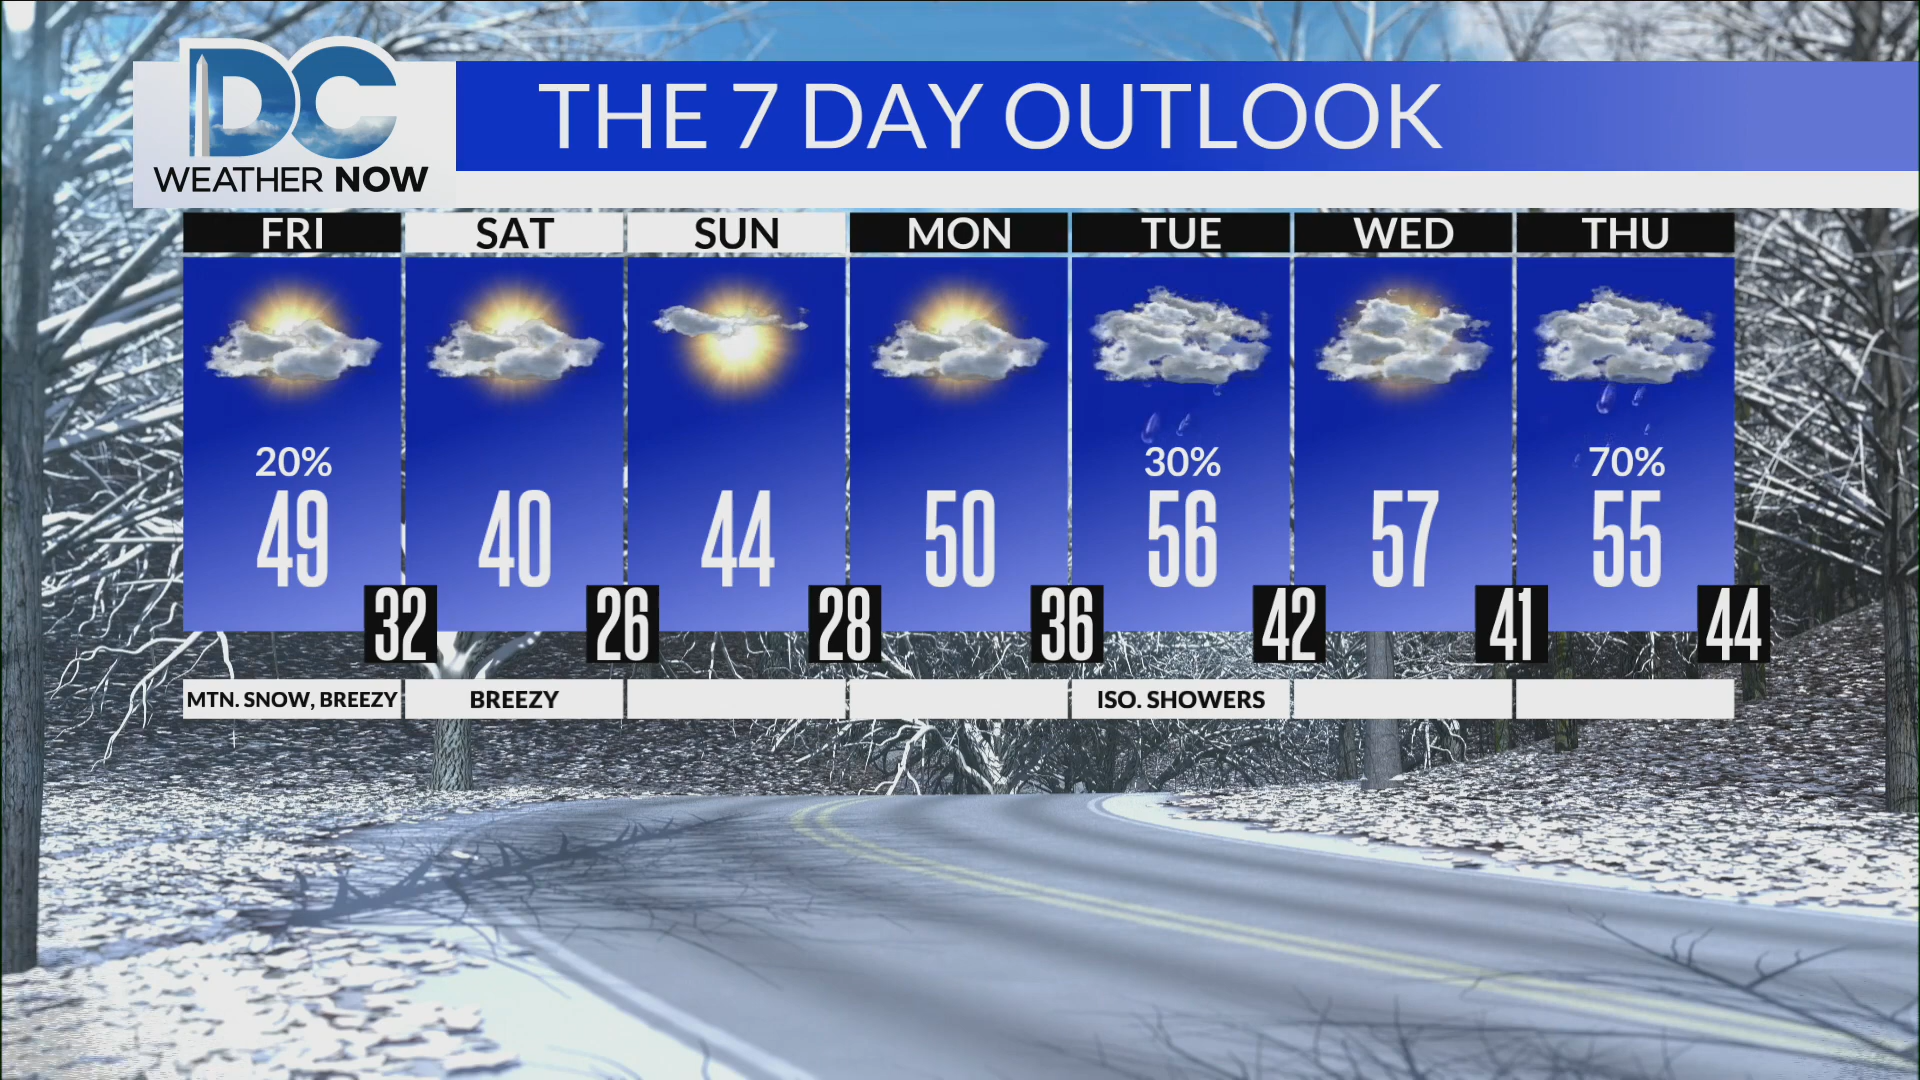 DC
WEATHER NOW
THE 7 DAY OUTLOOK
FRI SAT SUN MON TUE WED THU
20% 30% 70%
49 40 44 50 56 57 55
32 26 28 36 42 41 44
MTN. SNOW, BREEZY BREEZY ISO. SHOWERS